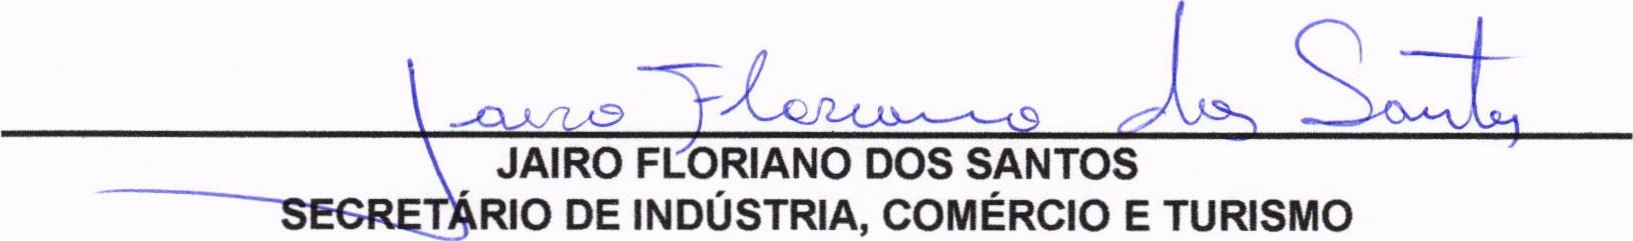 Jairo Floriano dos Santos
JAIRO FLORIANO DOS SANTOS
SECRETÁRIO DE INDÚSTRIA, COMÉRCIO E TURISMO